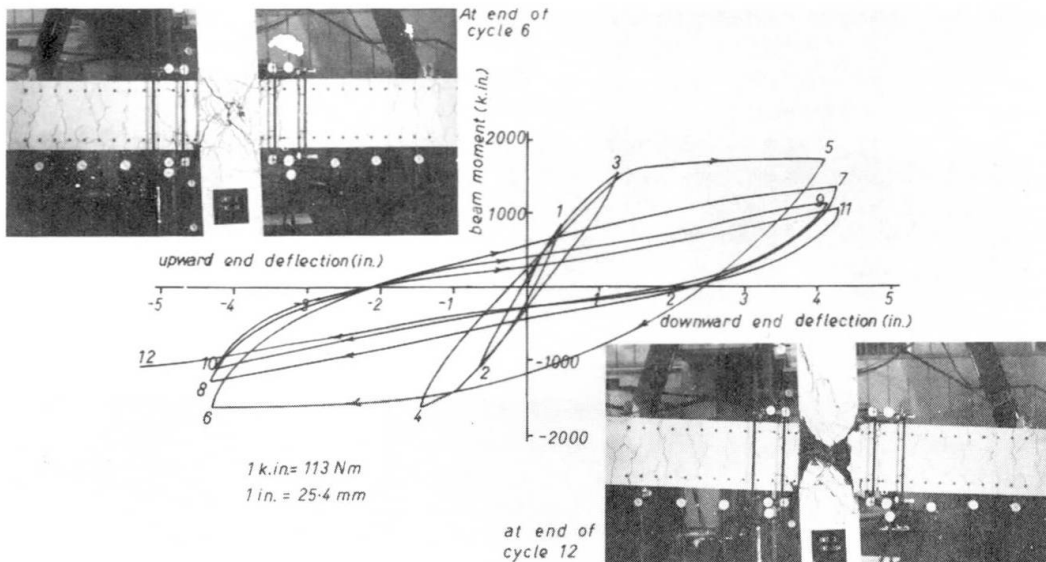 At end of
cycle 6
beam moment (k.in.)
2000
1000
-1000
-2000
upward end deflection (in.)
-5 -4 -3 -2 -1 1 2 3 4 5
downward end deflection (in.)
1
2
3
4
5
6
7
8
9
10
11
12
1 k.in.= 113 Nm
1 in. = 25·4 mm
at end of
cycle 12